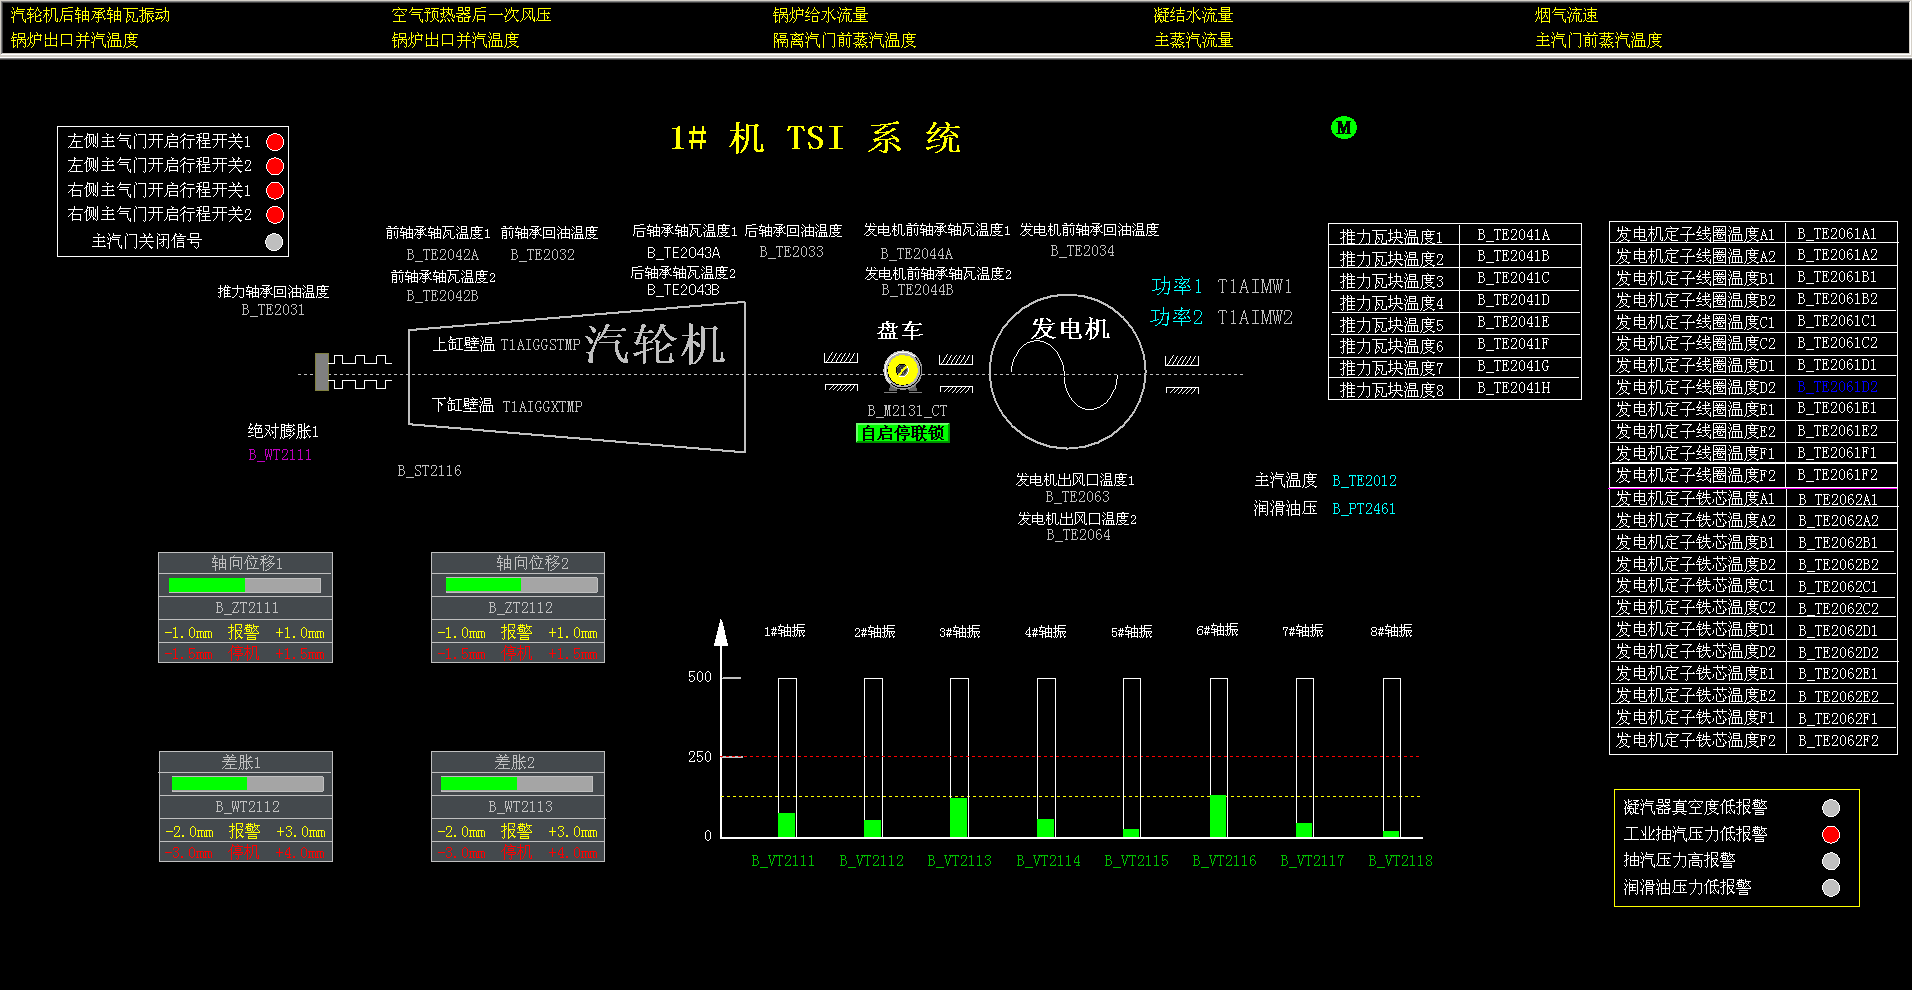 汽轮机后轴承轴瓦振动 空气预热器后一次风压 锅炉给水流量 凝结水流量 烟气流速
锅炉出口并汽温度 锅炉出口并汽温度 隔离汽门前蒸汽温度 主蒸汽流量 主汽门前蒸汽温度
1# 机 TSI 系 统
M
左侧主气门开启行程开关1
左侧主气门开启行程开关2
右侧主气门开启行程开关1
右侧主气门开启行程开关2
主汽门关闭信号
前轴承轴瓦温度1 前轴承回油温度 后轴承轴瓦温度1 后轴承回油温度 发电机前轴承轴瓦温度1 发电机前轴承回油温度
B_TE2042A B_TE2032 B_TE2043A B_TE2033 B_TE2044A B_TE2034
前轴承轴瓦温度2 后轴承轴瓦温度2 发电机前轴承轴瓦温度2
B_TE2042B B_TE2043B B_TE2044B
推力轴承回油温度
B_TE2031
功率1 T1AIMW1
功率2 T1AIMW2
上缸壁温 T1AIGGSTMP
汽轮机
盘车
发电机
下缸壁温 T1AIGGXTMP
B_M2131_CT
自启停联锁
绝对膨胀1
B_WT2111
B_ST2116
发电机出风口温度1
B_TE2063
发电机出风口温度2
B_TE2064
主汽温度 B_TE2012
润滑油压 B_PT2461
推力瓦块温度1 B_TE2041A
推力瓦块温度2 B_TE2041B
推力瓦块温度3 B_TE2041C
推力瓦块温度4 B_TE2041D
推力瓦块温度5 B_TE2041E
推力瓦块温度6 B_TE2041F
推力瓦块温度7 B_TE2041G
推力瓦块温度8 B_TE2041H
发电机定子线圈温度A1 B_TE2061A1
发电机定子线圈温度A2 B_TE2061A2
发电机定子线圈温度B1 B_TE2061B1
发电机定子线圈温度B2 B_TE2061B2
发电机定子线圈温度C1 B_TE2061C1
发电机定子线圈温度C2 B_TE2061C2
发电机定子线圈温度D1 B_TE2061D1
发电机定子线圈温度D2 B_TE2061D2
发电机定子线圈温度E1 B_TE2061E1
发电机定子线圈温度E2 B_TE2061E2
发电机定子线圈温度F1 B_TE2061F1
发电机定子线圈温度F2 B_TE2061F2
发电机定子铁芯温度A1 B_TE2062A1
发电机定子铁芯温度A2 B_TE2062A2
发电机定子铁芯温度B1 B_TE2062B1
发电机定子铁芯温度B2 B_TE2062B2
发电机定子铁芯温度C1 B_TE2062C1
发电机定子铁芯温度C2 B_TE2062C2
发电机定子铁芯温度D1 B_TE2062D1
发电机定子铁芯温度D2 B_TE2062D2
发电机定子铁芯温度E1 B_TE2062E1
发电机定子铁芯温度E2 B_TE2062E2
发电机定子铁芯温度F1 B_TE2062F1
发电机定子铁芯温度F2 B_TE2062F2
轴向位移1
B_ZT2111
-1.0mm 报警 +1.0mm
轴向位移2
B_ZT2112
-1.0mm 报警 +1.0mm
-1.5mm 停机 +1.5mm
差胀1
B_WT2112
-2.0mm 报警 +3.0mm
差胀2
B_WT2113
-2.0mm 报警 +3.0mm
1#轴振 2#轴振 3#轴振 4#轴振 5#轴振 6#轴振 7#轴振 8#轴振
500
250
0
B_VT2111 B_VT2112 B_VT2113 B_VT2114 B_VT2115 B_VT2116 B_VT2117 B_VT2118
凝汽器真空度低报警
工业抽汽压力低报警
抽汽压力高报警
润滑油压力低报警